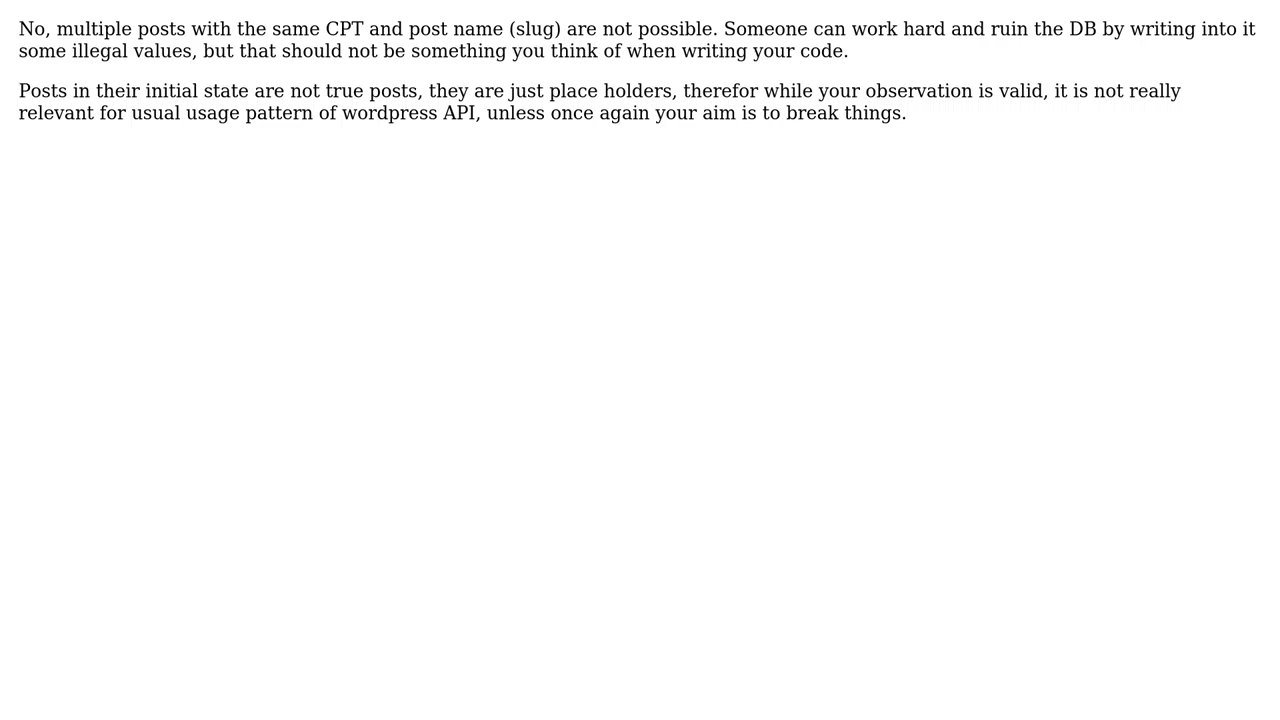 No, multiple posts with the same CPT and post name (slug) are not possible. Someone can work hard and ruin the DB by writing into it
some illegal values, but that should not be something you think of when writing your code.
Posts in their initial state are not true posts, they are just place holders, therefor while your observation is valid, it is not really
relevant for usual usage pattern of wordpress API, unless once again your aim is to break things.